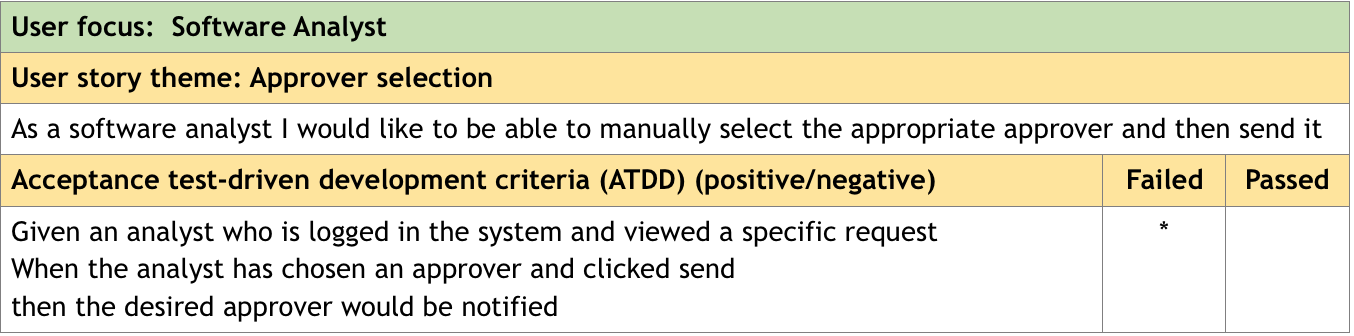 User focus:  Software Analyst
User story theme: Approver selection
As a software analyst I would like to be able to manually select the appropriate approver and then send it
Acceptance test-driven development criteria (ATDD) (positive/negative) Failed Passed
Given an analyst who is logged in the system and viewed a specific request *
When the analyst has chosen an approver and clicked send
then the desired approver would be notified